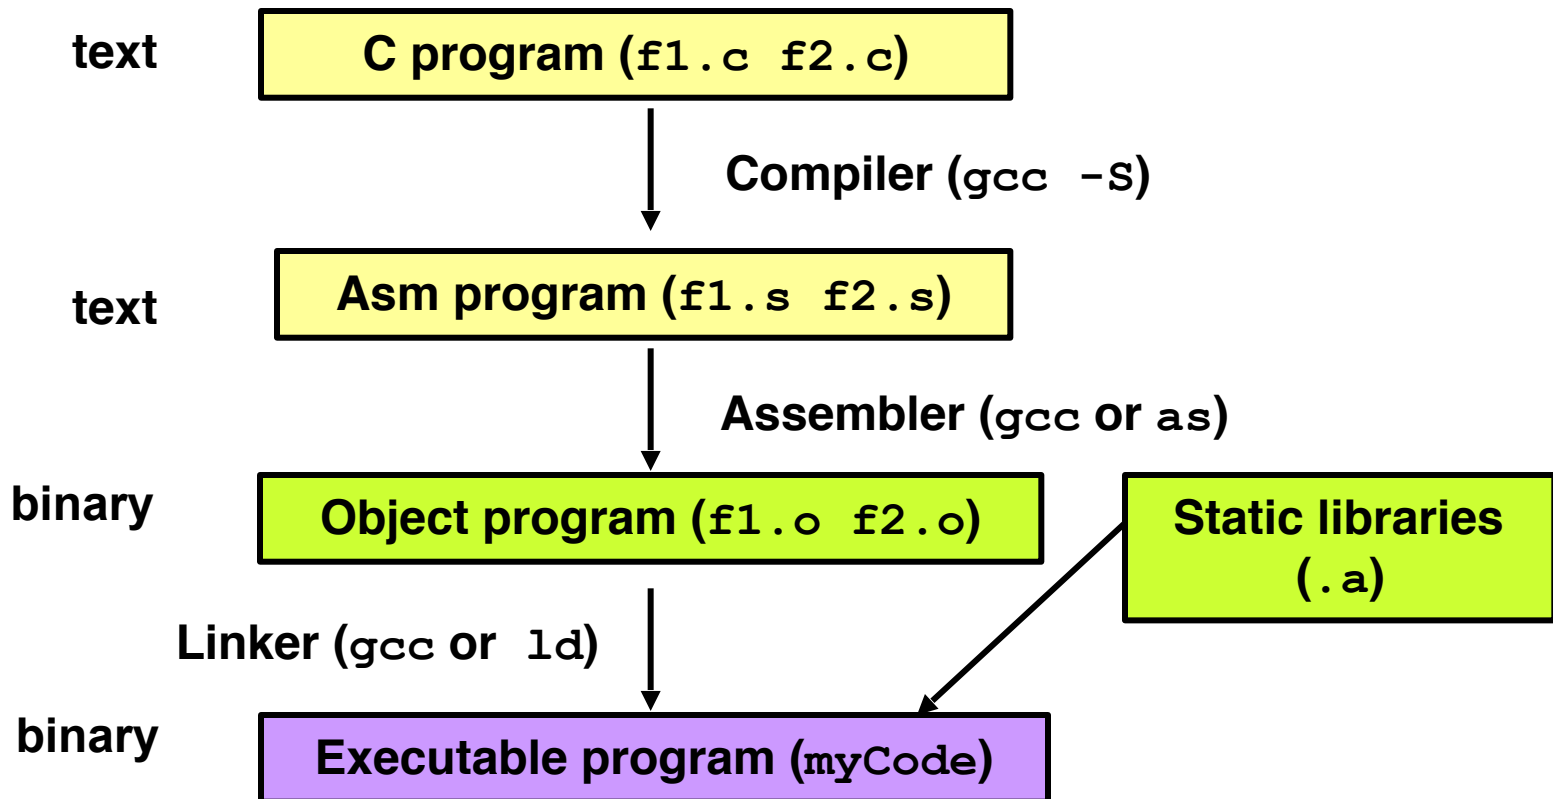 text
C program (f1.c f2.c)
Compiler (gcc -S)
text
Asm program (f1.s f2.s)
Assembler (gcc or as)
binary
Object program (f1.o f2.o)
Static libraries
(.a)
Linker (gcc or ld)
binary
Executable program (myCode)